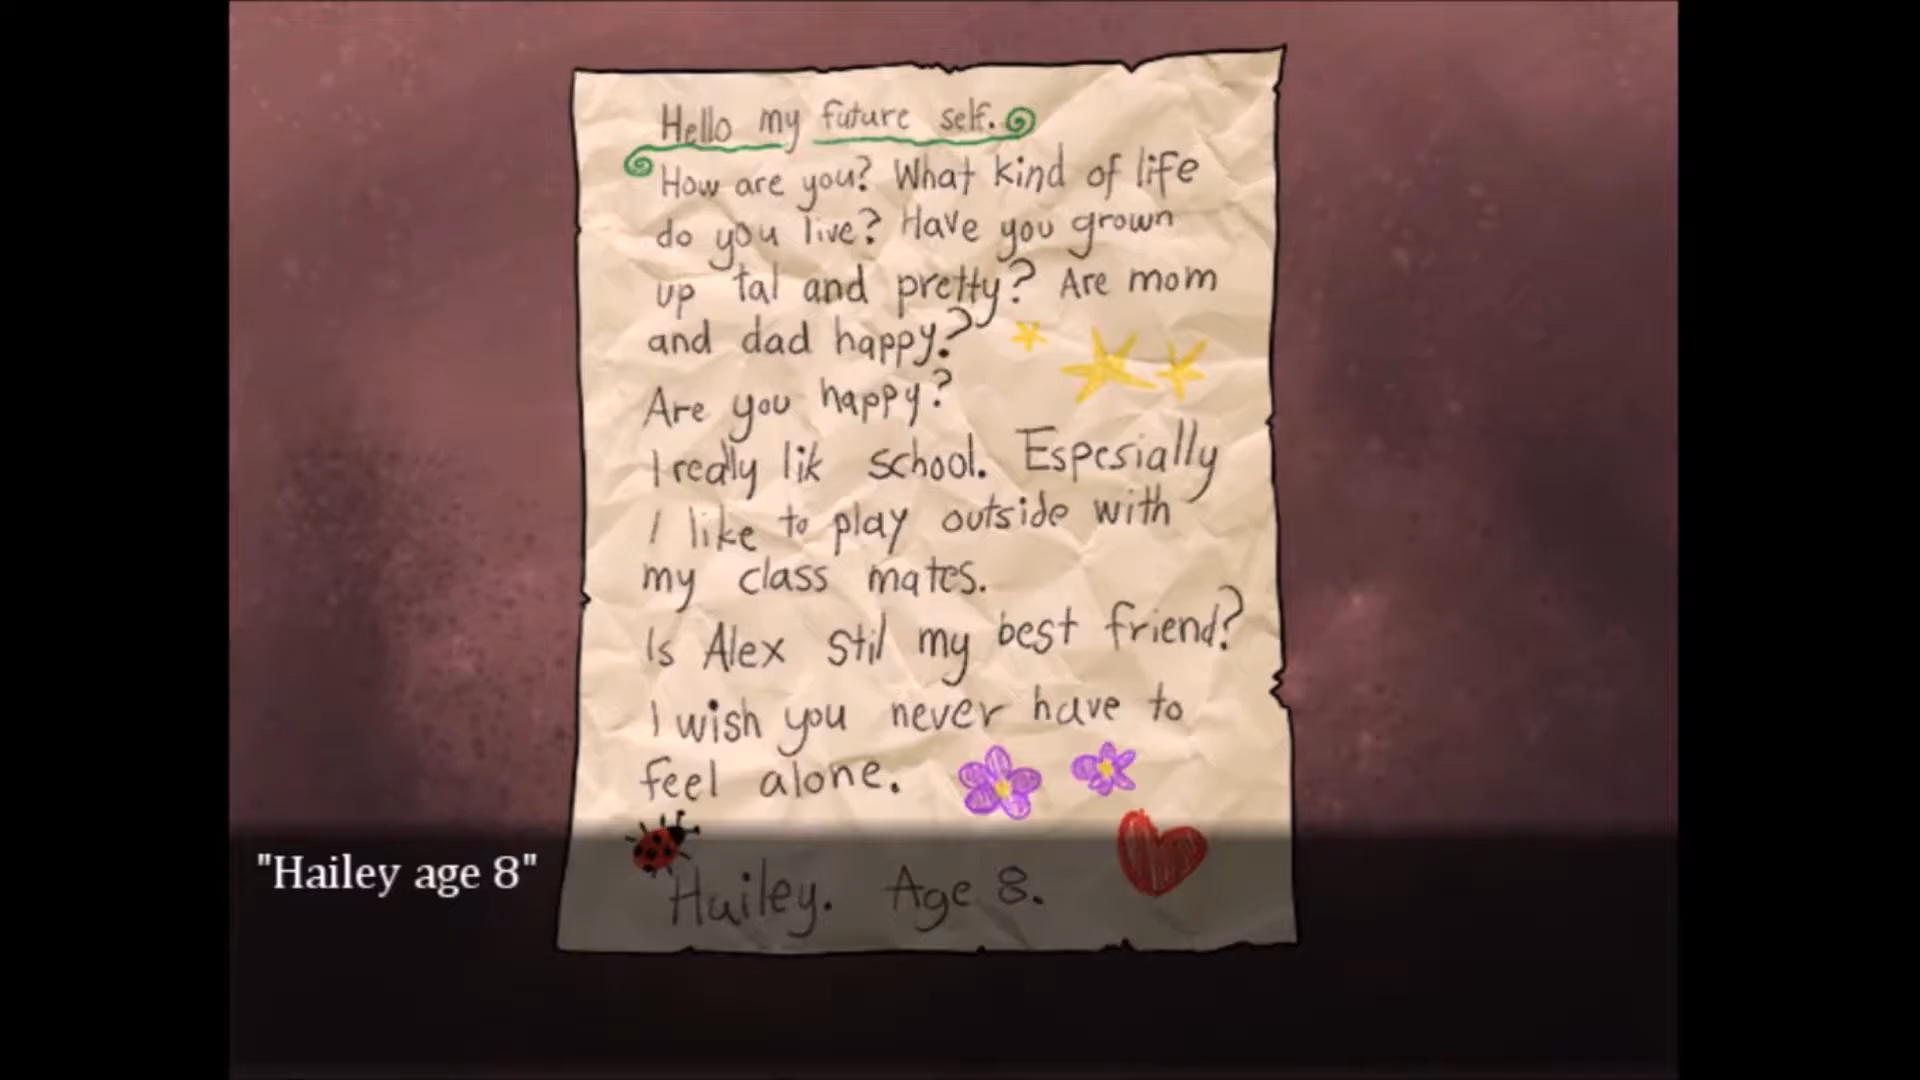 Hello my future self.
How are you? What kind of life
do you live? Have you grown
up tal and pretty? Are mom
and dad happy?
Are you happy?
I really lik school. Espesially
I like to play outside with
my class mates.
Is Alex stil my best friend?
I wish you never have to
feel alone.
Hailey. Age 8.
"Hailey age 8"